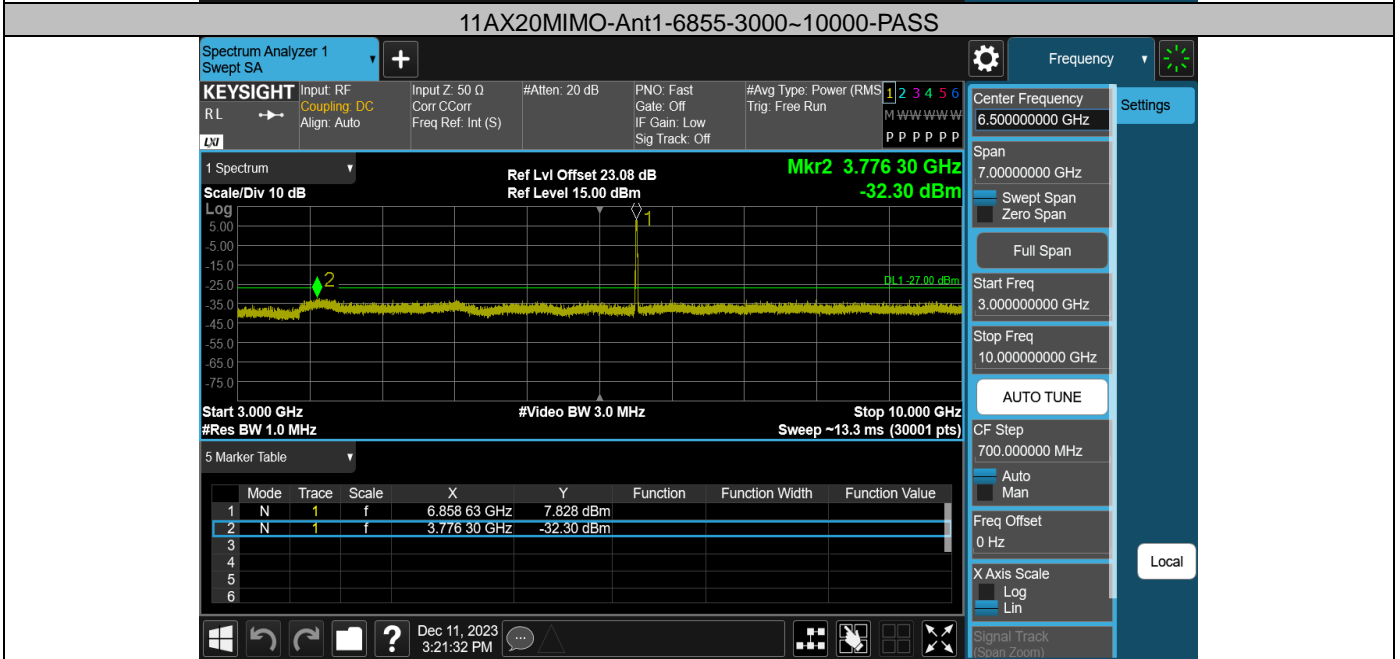 11AX20MIMO-Ant1-6855-3000~10000-PASS
Spectrum Analyzer 1
Swept SA
Frequency
KEYSIGHT
RL
LXI
Input: RF
Coupling: DC
Align: Auto
Input Z: 50 Ω
Corr CCorr
Freq Ref: Int (S)
#Atten: 20 dB
PNO: Fast
Gate: Off
IF Gain: Low
Sig Track: Off
#Avg Type: Power (RMS
Trig: Free Run
1 2 3 4 5 6
M W W W W W
P P P P P P
1 Spectrum
Scale/Div 10 dB
Ref Lvl Offset 23.08 dB
Ref Level 15.00 dBm
Mkr2 3.776 30 GHz
-32.30 dBm
Log
5.00
-5.00
-15.0
-25.0
-35.0
-45.0
-55.0
-65.0
-75.0
1
2
DL1 -27.00 dBm
Start 3.000 GHz
#Video BW 3.0 MHz
Stop 10.000 GHz
#Res BW 1.0 MHz
Sweep ~13.3 ms (30001 pts)
5 Marker Table
Mode Trace Scale X Y Function Function Width Function Value
1 N 1 f 6.858 63 GHz 7.828 dBm
2 N 1 f 3.776 30 GHz -32.30 dBm
3
4
5
6
Dec 11, 2023
3:21:32 PM
Center Frequency
6.500000000 GHz
Settings
Span
7.00000000 GHz
Swept Span
Zero Span
Full Span
Start Freq
3.000000000 GHz
Stop Freq
10.000000000 GHz
AUTO TUNE
CF Step
700.000000 MHz
Auto
Man
Freq Offset
0 Hz
X Axis Scale
Log
Lin
Signal Track
(Span Zoom)
Local